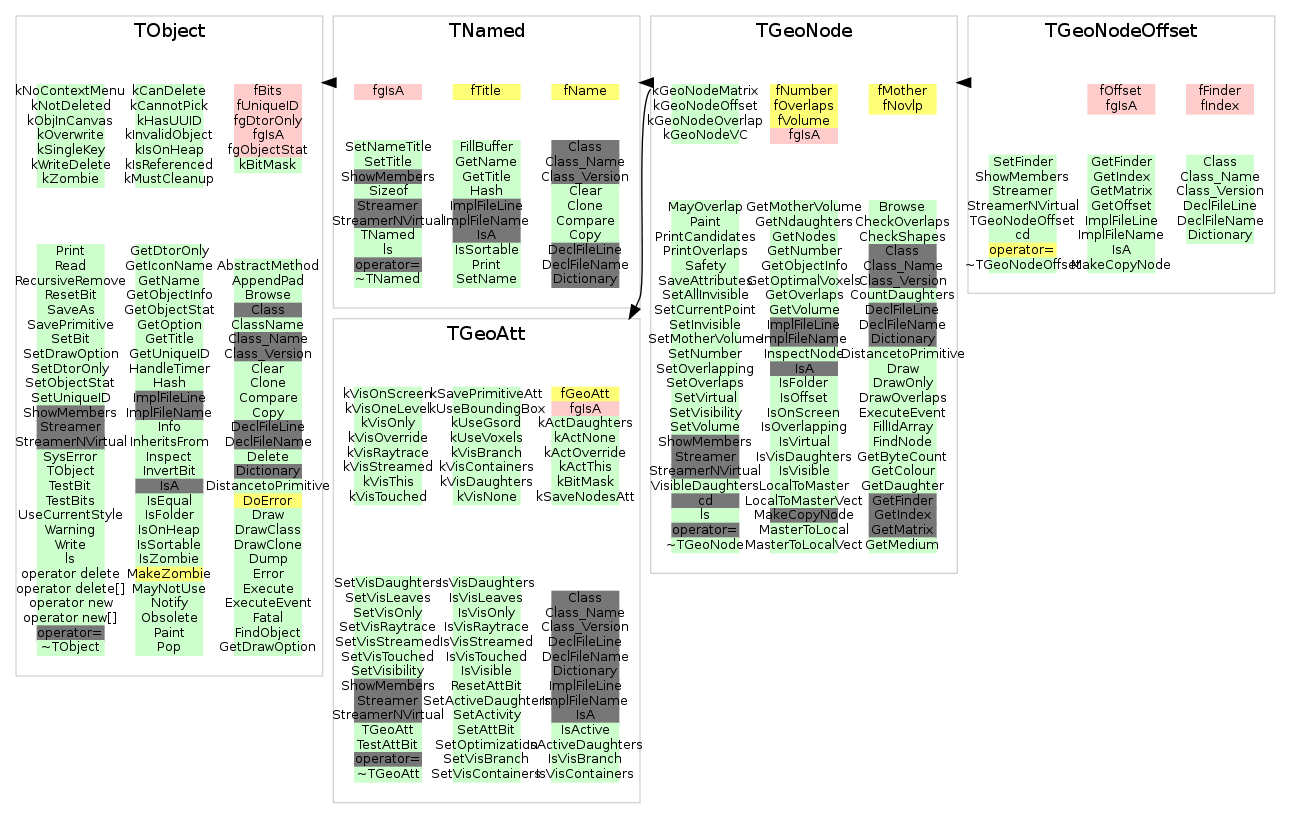 TObject
kNoContextMenu kCanDelete fBits
kNotDeleted kCannotPick fUniqueID
kObjInCanvas kHasUUID fgDtorOnly
kOverwrite kInvalidObject fgIsA
kSingleKey kIsOnHeap fgObjectStat
kWriteDelete kIsReferenced kBitMask
kZombie kMustCleanup
Print GetDtorOnly
Read GetIconName AbstractMethod
RecursiveRemove GetName AppendPad
ResetBit GetObjectInfo Browse
SaveAs GetObjectStat Class
SavePrimitive GetOption ClassName
SetBit GetTitle Class_Name
SetDrawOption GetUniqueID Class_Version
SetDtorOnly HandleTimer Clear
SetObjectStat Hash Clone
SetUniqueID ImplFileLine Compare
ShowMembers ImplFileName Copy
Streamer Info DeclFileLine
StreamerNVirtual InheritsFrom DeclFileName
SysError Inspect Delete
TObject InvertBit Dictionary
TestBit IsA DistancetoPrimitive
TestBits IsEqual DoError
UseCurrentStyle IsFolder Draw
Warning IsOnHeap DrawClass
Write IsSortable DrawClone
ls IsZombie Dump
operator delete MakeZombie Error
operator delete[] MayNotUse Execute
operator new Notify ExecuteEvent
operator new[] Obsolete Fatal
operator= Paint FindObject
~TObject Pop GetDrawOption
TNamed
fgIsA fTitle fName
SetNameTitle FillBuffer Class
SetTitle GetName Class_Name
ShowMembers GetTitle Class_Version
Sizeof Hash Clear
Streamer ImplFileLine Clone
StreamerNVirtual ImplFileName Compare
TNamed IsA Copy
ls IsSortable DeclFileLine
operator= Print DeclFileName
~TNamed SetName Dictionary
TGeoAtt
kVisOnScreen kSavePrimitiveAtt fGeoAtt
kVisOneLevel kUseBoundingBox fgIsA
kVisOnly kUseGsord kActDaughters
kVisOverride kUseVoxels kActNone
kVisRaytrace kVisBranch kActOverride
kVisStreamed kVisContainers kActThis
kVisThis kVisDaughters kBitMask
kVisTouched kVisNone kSaveNodesAtt
SetVisDaughters IsVisDaughters
SetVisLeaves IsVisLeaves Class
SetVisOnly IsVisOnly Class_Name
SetVisRaytrace IsVisRaytrace Class_Version
SetVisStreamed IsVisStreamed DeclFileLine
SetVisTouched IsVisTouched DeclFileName
SetVisibility IsVisible Dictionary
ShowMembers ResetAttBit ImplFileLine
Streamer SetActiveDaughters ImplFileName
StreamerNVirtual SetActivity IsA
TGeoAtt SetAttBit IsActive
TestAttBit SetOptimization IsActiveDaughters
operator= SetVisBranch IsVisBranch
~TGeoAtt SetVisContainers IsVisContainers
TGeoNode
kGeoNodeMatrix fNumber fMother
kGeoNodeOffset fOverlaps fNovlp
kGeoNodeOverlap fVolume
kGeoNodeVC fgIsA
MayOverlap GetMotherVolume Browse
Paint GetNdaughters CheckOverlaps
PrintCandidates GetNodes CheckShapes
PrintOverlaps GetNumber Class
Safety GetObjectInfo Class_Name
SaveAttributes GetOptimalVoxels Class_Version
SetAllInvisible GetOverlaps CountDaughters
SetCurrentPoint GetVolume DeclFileLine
SetInvisible ImplFileLine DeclFileName
SetMotherVolume ImplFileName Dictionary
SetNumber InspectNode DistancetoPrimitive
SetOverlapping IsA Draw
SetOverlaps IsFolder DrawOnly
SetVirtual IsOffset DrawOverlaps
SetVisibility IsOnScreen ExecuteEvent
SetVolume IsOverlapping FillIdArray
ShowMembers IsVirtual FindNode
Streamer IsVisDaughters GetByteCount
StreamerNVirtual IsVisible GetColour
VisibleDaughters LocalToMaster GetDaughter
cd LocalToMasterVect GetFinder
ls MakeCopyNode GetIndex
operator= MasterToLocal GetMatrix
~TGeoNode MasterToLocalVect GetMedium
TGeoNodeOffset
fOffset fFinder
fgIsA fIndex
SetFinder GetFinder Class
ShowMembers GetIndex Class_Name
Streamer GetMatrix Class_Version
StreamerNVirtual GetOffset DeclFileLine
TGeoNodeOffset ImplFileLine DeclFileName
cd ImplFileName Dictionary
operator= IsA
~TGeoNodeOffset MakeCopyNode